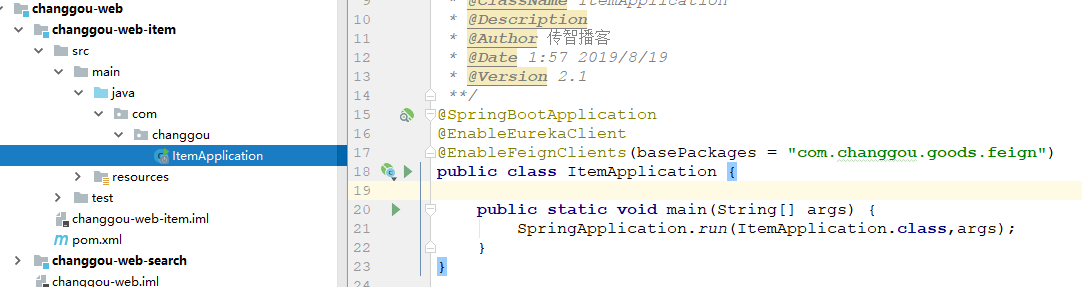 changgou-web
changgou-web-item
src
main
java
com
changgou
ItemApplication
resources
test
changgou-web-item.iml
pom.xml
changgou-web-search
changgou-web.iml
9 * @ClassName ItemApplication
10 * @Description
11 * @Author 传智播客
12 * @Date 1:57 2019/8/19
13 * @Version 2.1
14 **/
15 @SpringBootApplication
16 @EnableEurekaClient
17 @EnableFeignClients(basePackages = "com.changgou.goods.feign")
18 public class ItemApplication {
19
20 public static void main(String[] args) {
21 SpringApplication.run(ItemApplication.class,args);
22 }
23 }
24